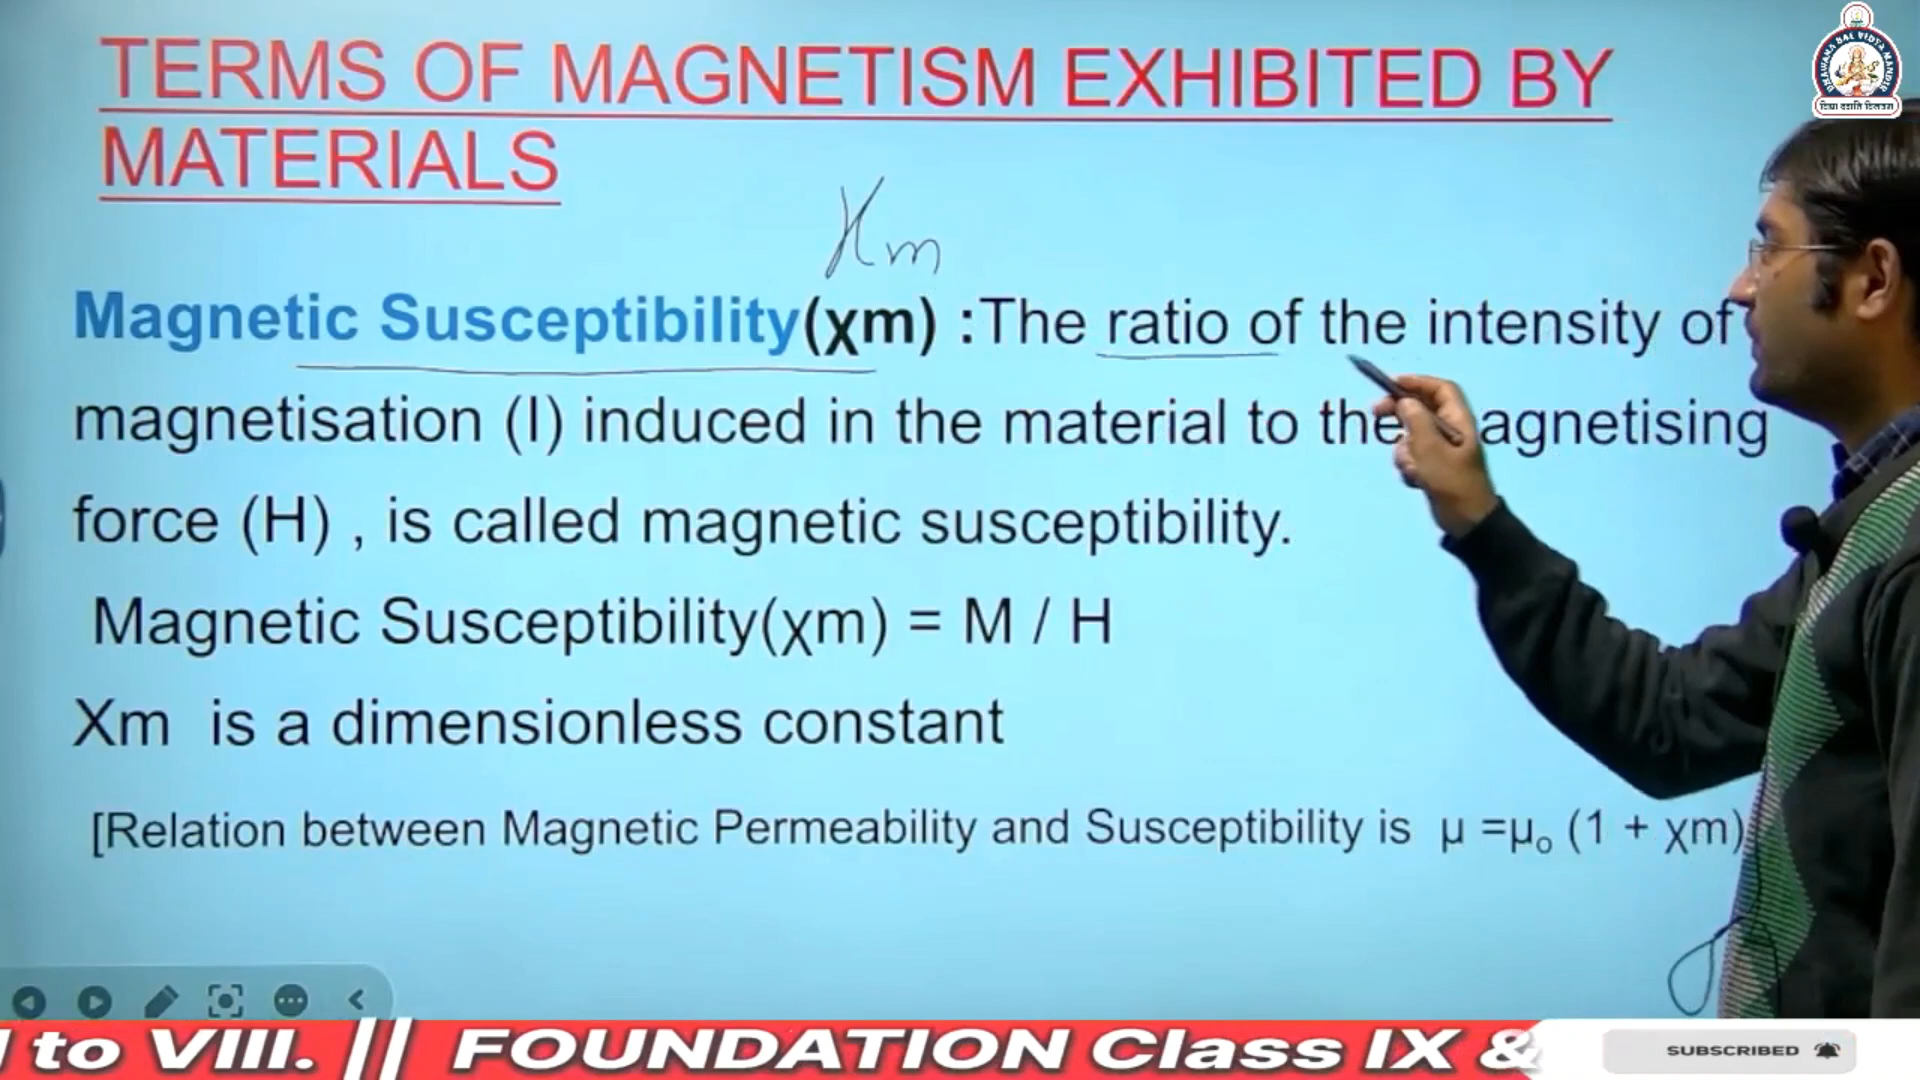 TERMS OF MAGNETISM EXHIBITED BY
MATERIALS
χm
Magnetic Susceptibility(χm) :The ratio of the intensity of
magnetisation (I) induced in the material to the agnetising
force (H) , is called magnetic susceptibility.
Magnetic Susceptibility(χm) = M / H
Xm is a dimensionless constant
[Relation between Magnetic Permeability and Susceptibility is μ =μₒ (1 + χm)
to VIII. || FOUNDATION Class IX &
SUBSCRIBED